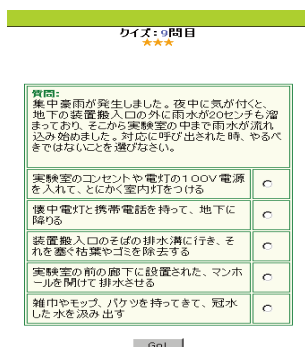 クイズ:9問目
★★★
質問:
集中豪雨が発生しました。夜中に気が付くと、
地下の装置搬入口の外に雨水が20センチも溜
まっており、そこから実験室の中まで雨水が流れ
込み始めました。対応に呼び出された時、やるべ
きではないことを選びなさい。
実験室のコンセントや電灯の100V電源
を入れて、とにかく室内灯をつける
懐中電灯と携帯電話を持って、地下に
降りる
装置搬入口のそばの排水溝に行き、そ
れを塞ぐ枯葉やゴミを除去する
実験室の前の廊下に設置された、マンホ
ールを開けて排水させる
雑巾やモップ、バケツを持ってきて、冠水
した水を汲み出す
Go!